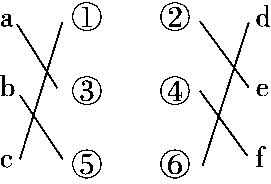 a ① ② d
b ③ ④ e
c ⑤ ⑥ f